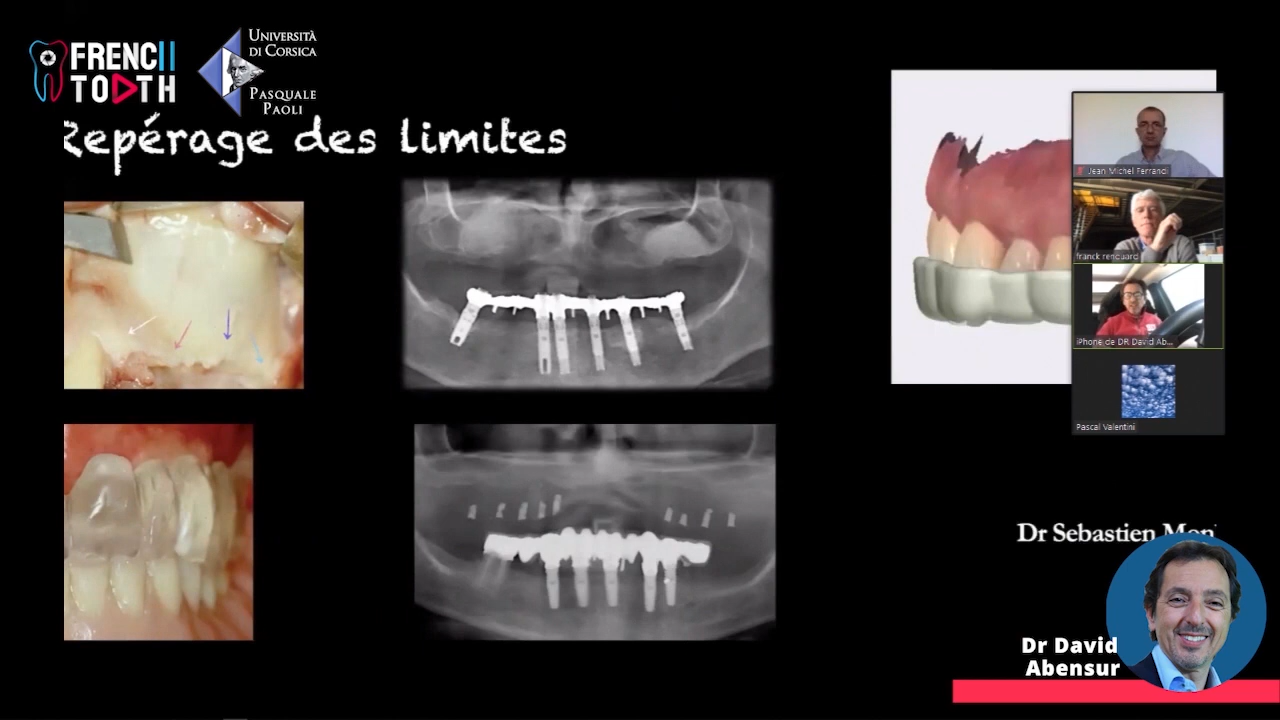 FRENCH
TOOTH
UNIVERSITÀ
DI CORSICA
PASQUALE
PAOLI
Repérage des limites
Jean Michel Ferrandi
franck renouard
iPhone de DR David Ab...
Pascal Valentini
Dr Sebastien Mon
Dr David
Abensur